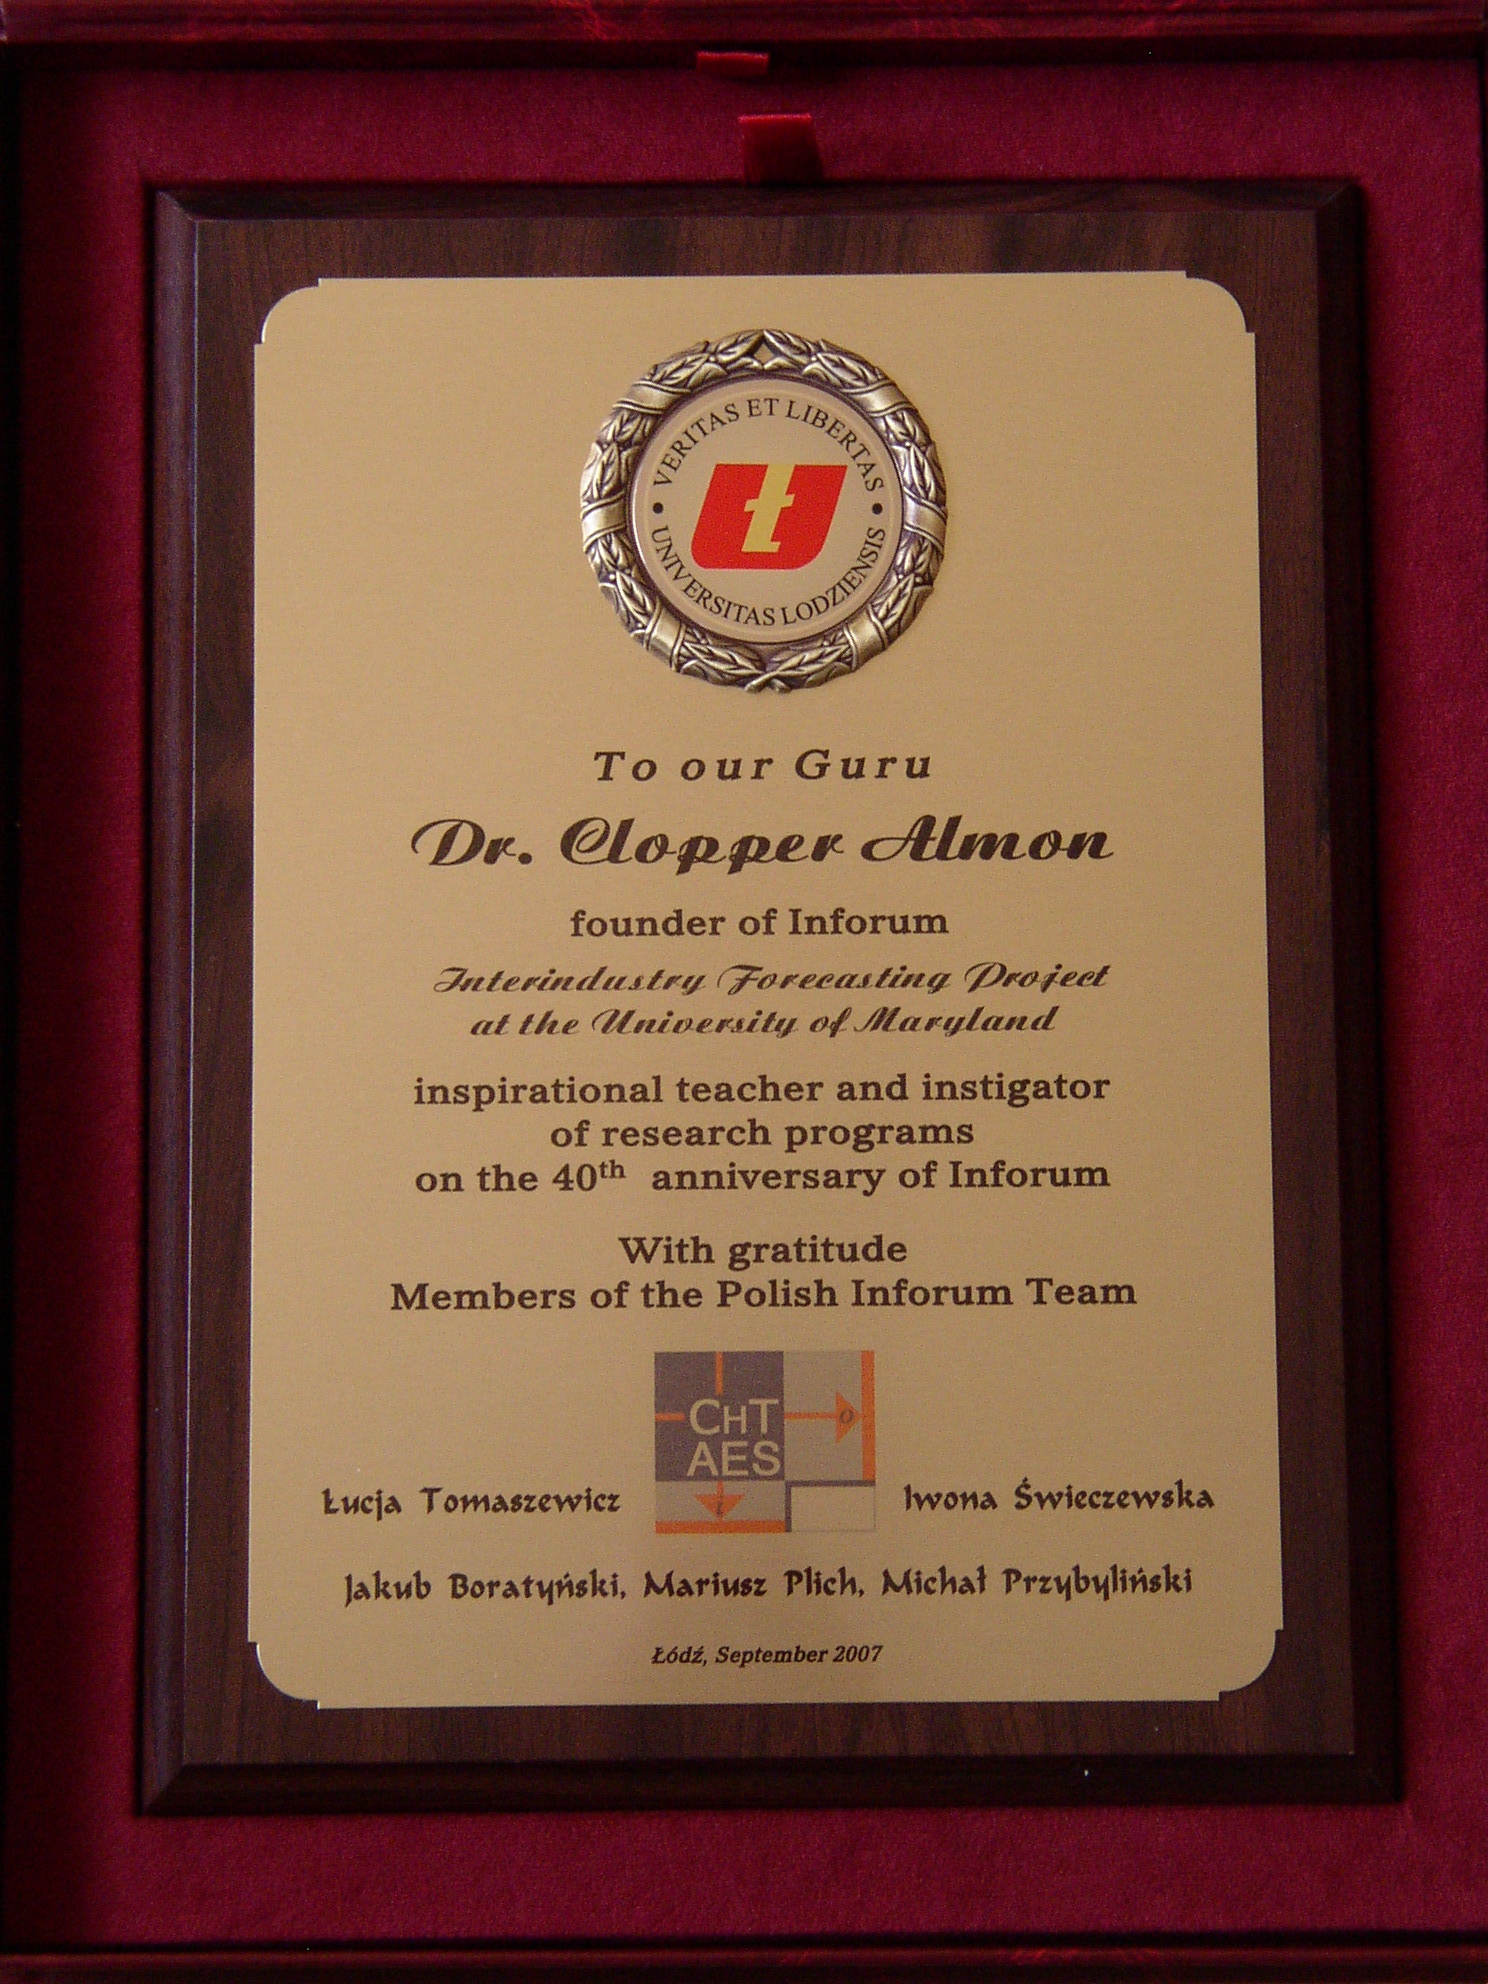 VERITAS ET LIBERTAS
UNIVERSITAS LODZIENSIS
To our Guru
Dr. Clopper Almon
founder of Inforum
Interindustry Forecasting Project
at the University of Maryland
inspirational teacher and instigator
of research programs
on the 40th anniversary of Inforum
With gratitude
Members of the Polish Inforum Team
CHT
AES
o
i
Łucja Tomaszewicz
Iwona Świeczewska
Jakub Boratyński, Mariusz Plich, Michał Przybyliński
Łódź, September 2007